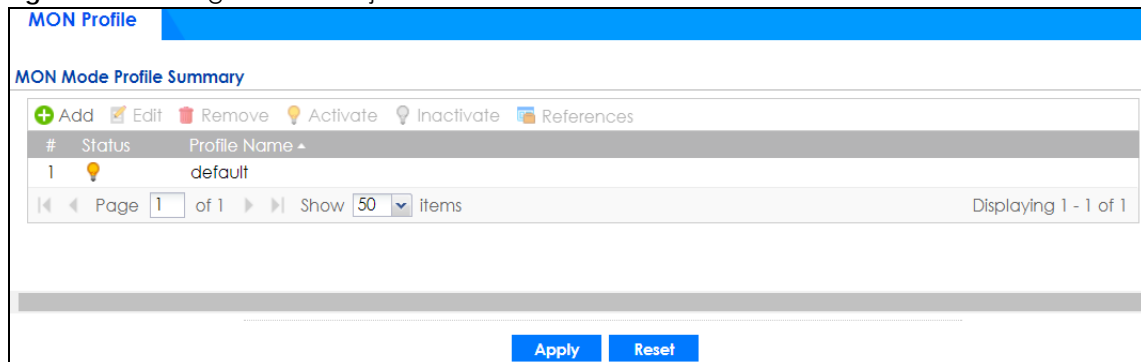 MON Profile
MON Mode Profile Summary
Add Edit Remove Activate Inactivate References
# Status Profile Name
1 default
Page 1 of 1 Show 50 items Displaying 1 - 1 of 1
Apply Reset